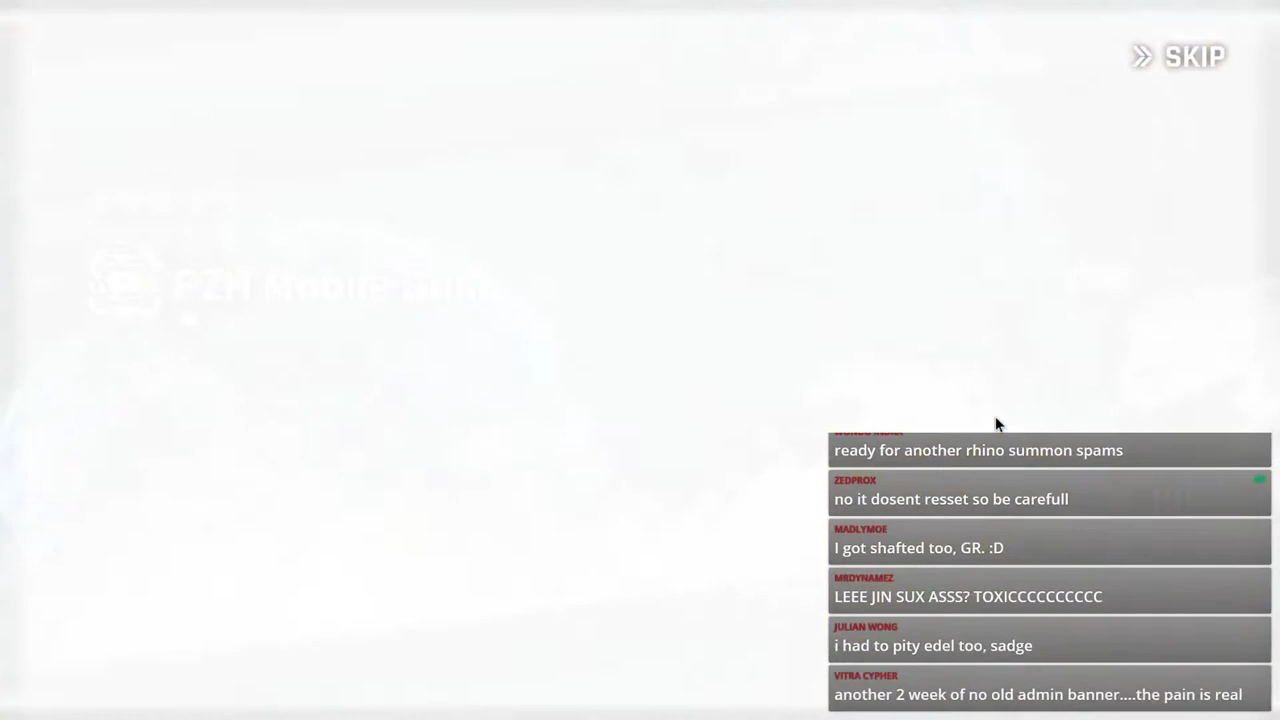 SKIP
ready for another rhino summon spams
ZEDPROX
no it dosent resset so be carefull
MADLYMOE
I got shafted too, GR. :D
MRDYNAMEZ
LEEE JIN SUX ASSS? TOXICCCCCCCCCC
JULIAN WONG
i had to pity edel too, sadge
VITRA CYPHER
another 2 week of no old admin banner....the pain is real